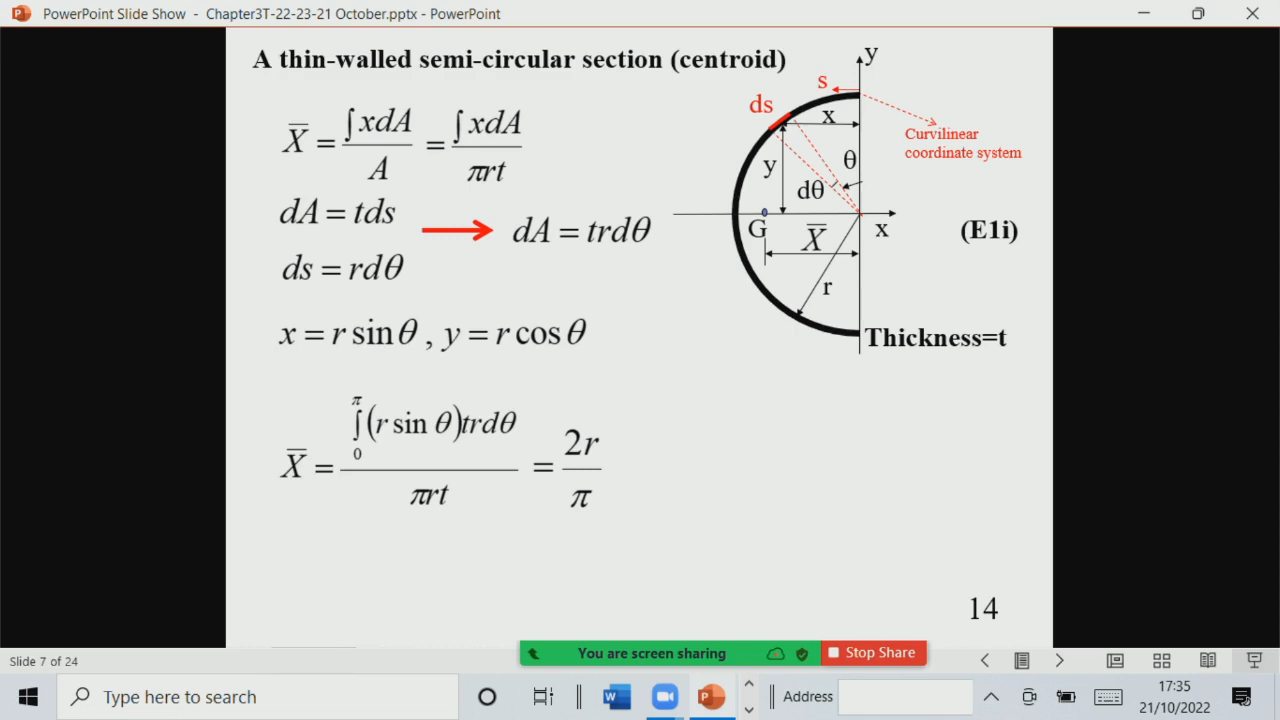 PowerPoint Slide Show - Chapter3T-22-23-21 October.pptx - PowerPoint
A thin-walled semi-circular section (centroid)
X̄ = ∫xdA / A = ∫xdA / πrt
dA = tds
dA = trdθ
ds = rdθ
x = r sin θ , y = r cos θ
X̄ = ∫₀^π (r sin θ)trdθ / πrt = 2r / π
y
s
ds
x
Curvilinear
coordinate system
y
θ
dθ
G
X̄
x
(E1i)
r
Thickness=t
14
You are screen sharing
Stop Share
Slide 7 of 24
Type here to search
Address
17:35
21/10/2022